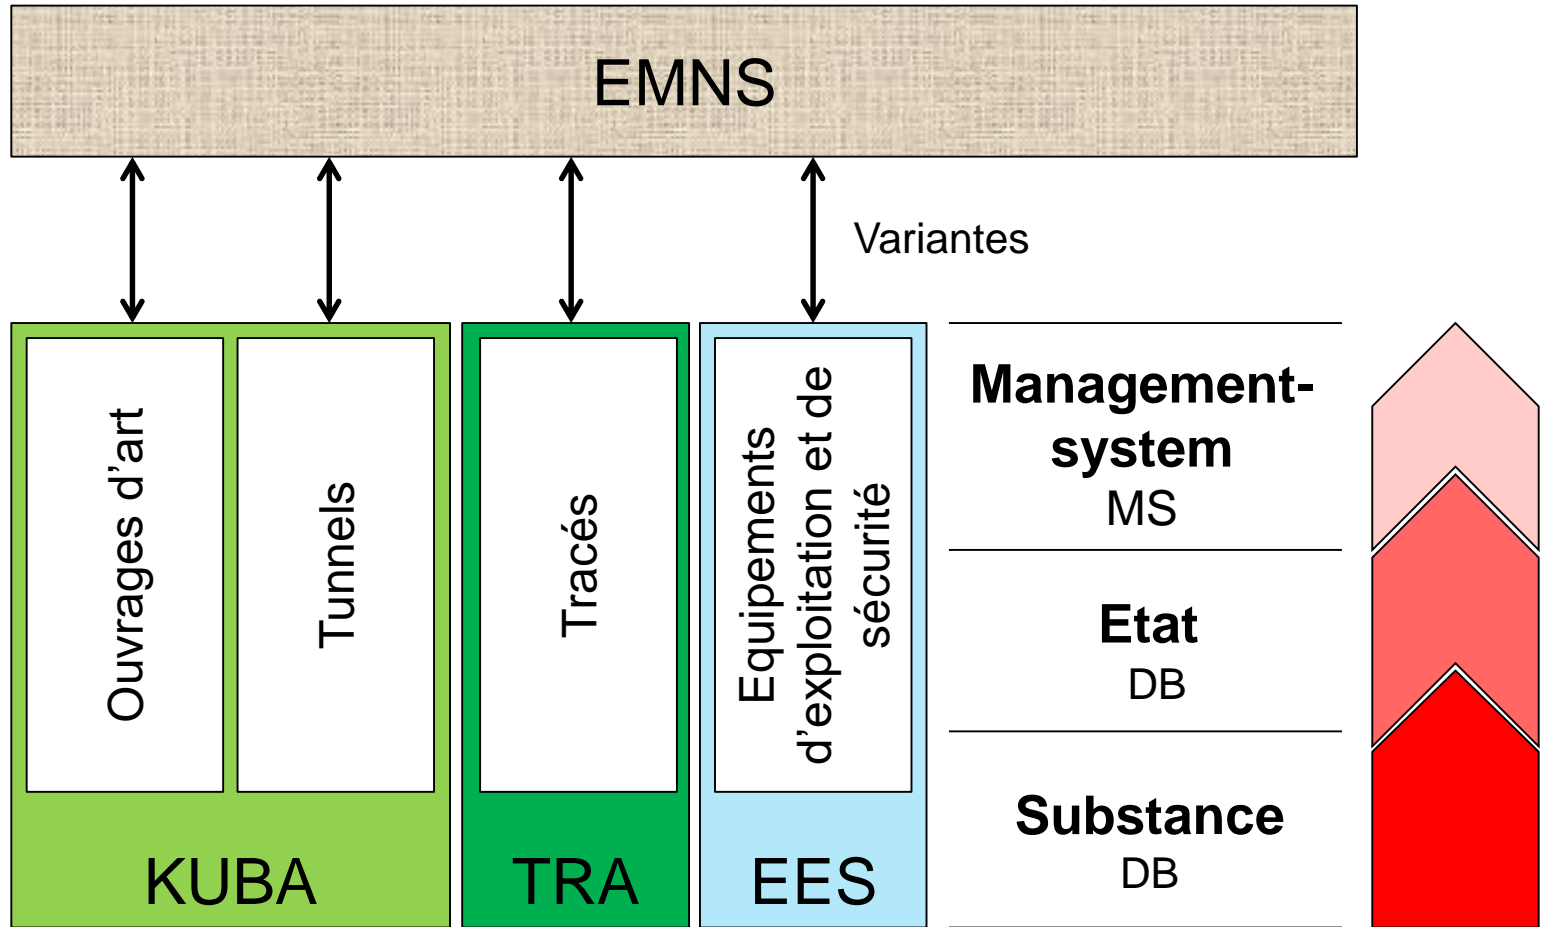 EMNS
Variantes
Ouvrages d’art
Tunnels
Tracés
Equipements
d’exploitation et de
sécurité
KUBA
TRA
EES
Management-
system
MS
Etat
DB
Substance
DB